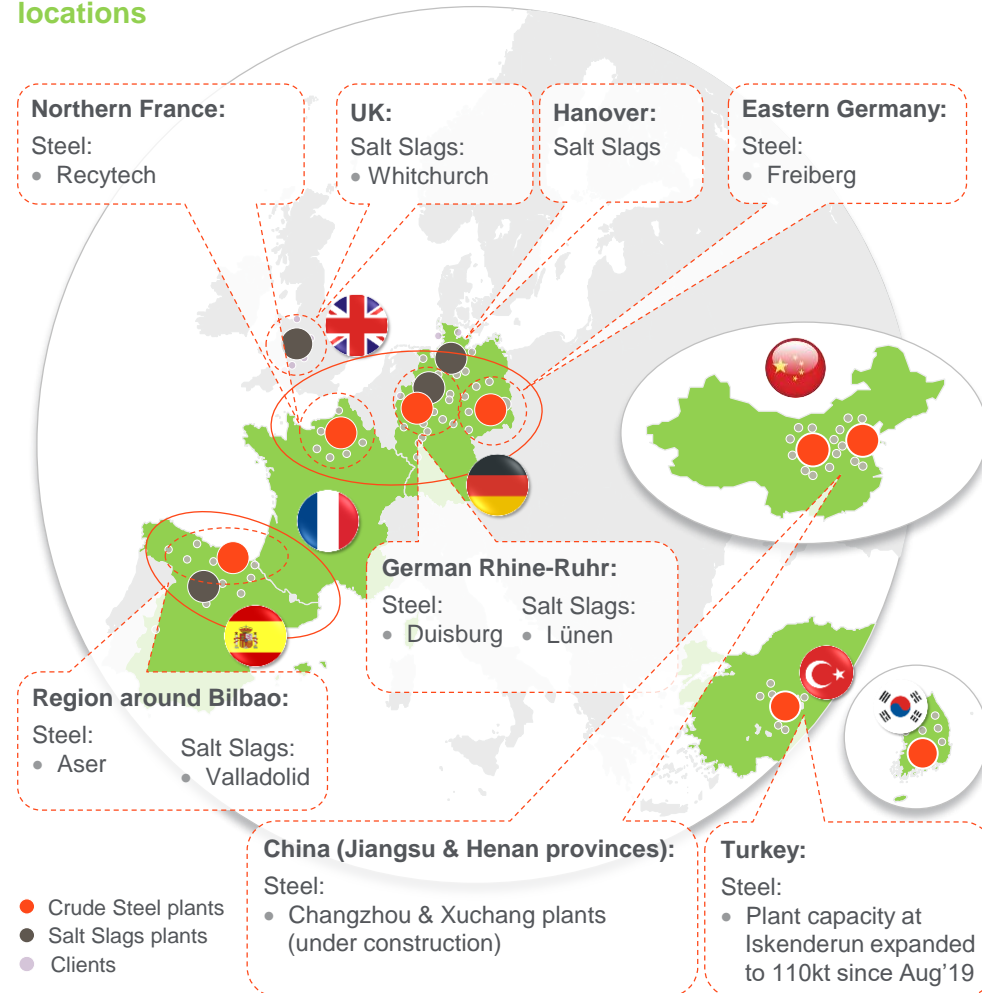 locations
Northern France:
Steel:
• Recytech
UK:
Salt Slags:
• Whitchurch
Hanover:
Salt Slags
Eastern Germany:
Steel:
• Freiberg
German Rhine-Ruhr:
Steel:
• Duisburg
Salt Slags:
• Lünen
Region around Bilbao:
Steel:
• Aser
Salt Slags:
• Valladolid
China (Jiangsu & Henan provinces):
Steel:
• Changzhou & Xuchang plants
(under construction)
Turkey:
Steel:
• Plant capacity at
Iskenderun expanded
to 110kt since Aug'19
Crude Steel plants
Salt Slags plants
Clients